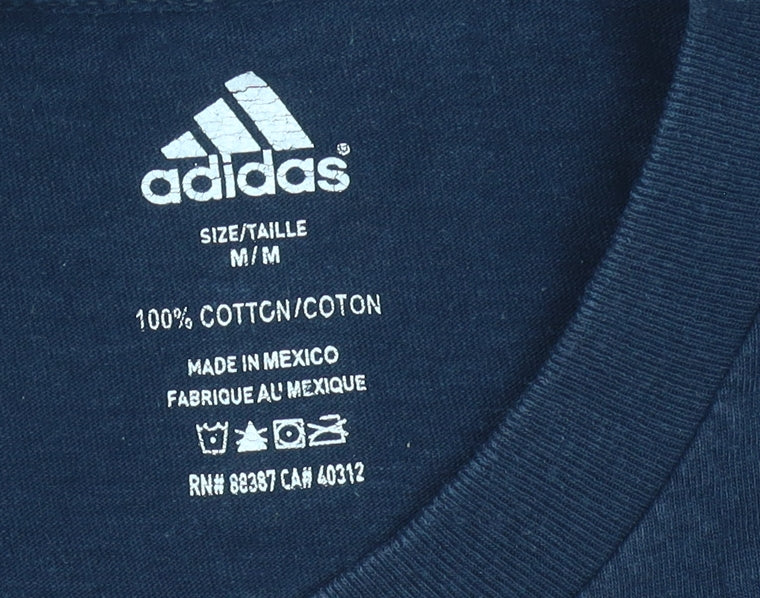 adidas®
SIZE/TAILLE
M/M
100% COTTON/COTON
MADE IN MEXICO
FABRIQUE AU MEXIQUE
RN# 88387 CA# 40312